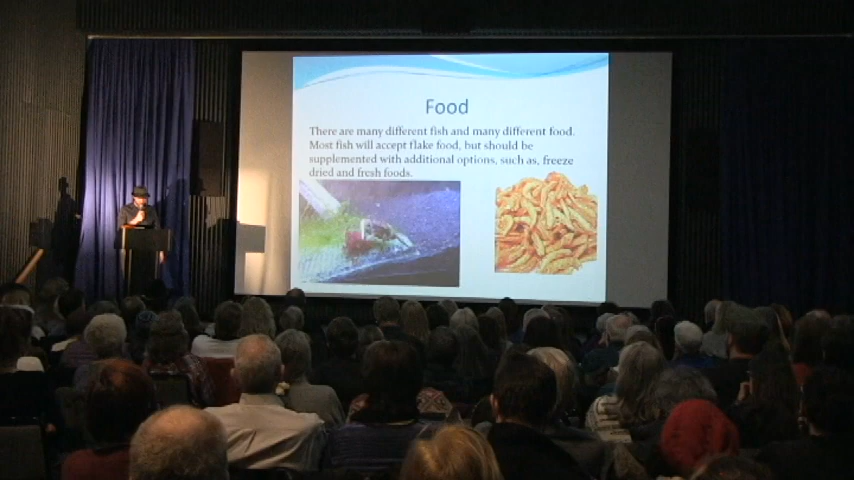 Food
There are many different fish and many different food.
Most fish will accept flake food, but should be
supplemented with additional options, such as, freeze
dried and fresh foods.